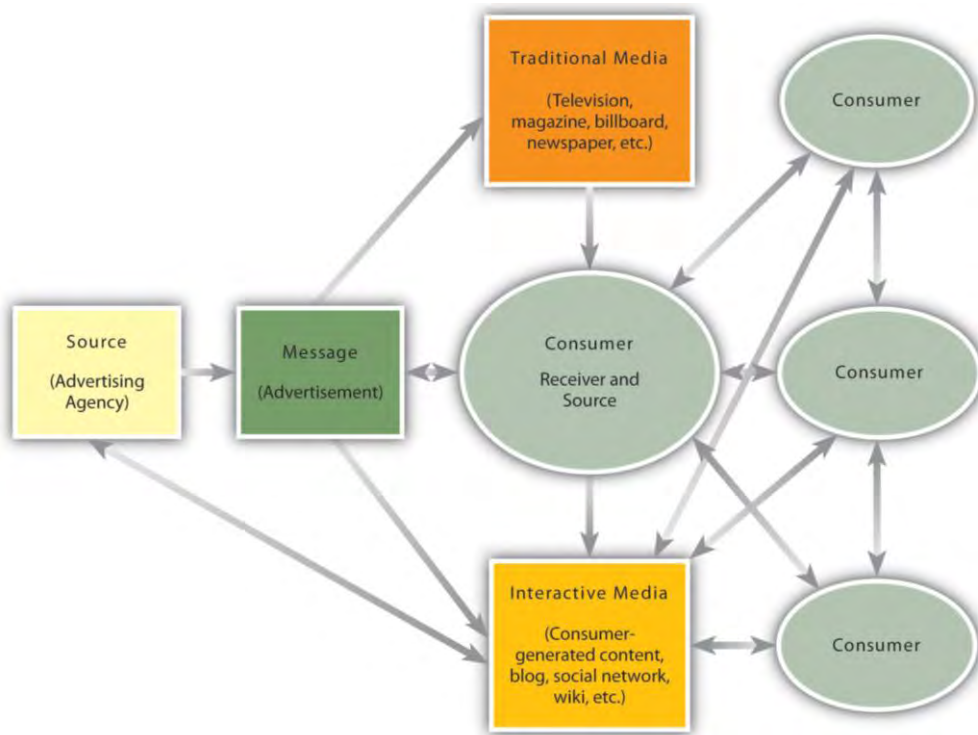 Traditional Media
(Television,
magazine, billboard,
newspaper, etc.)
Consumer
Source
(Advertising
Agency)
Message
(Advertisement)
Consumer
Receiver and
Source
Consumer
Interactive Media
(Consumer-
generated content,
blog, social network,
wiki, etc.)
Consumer